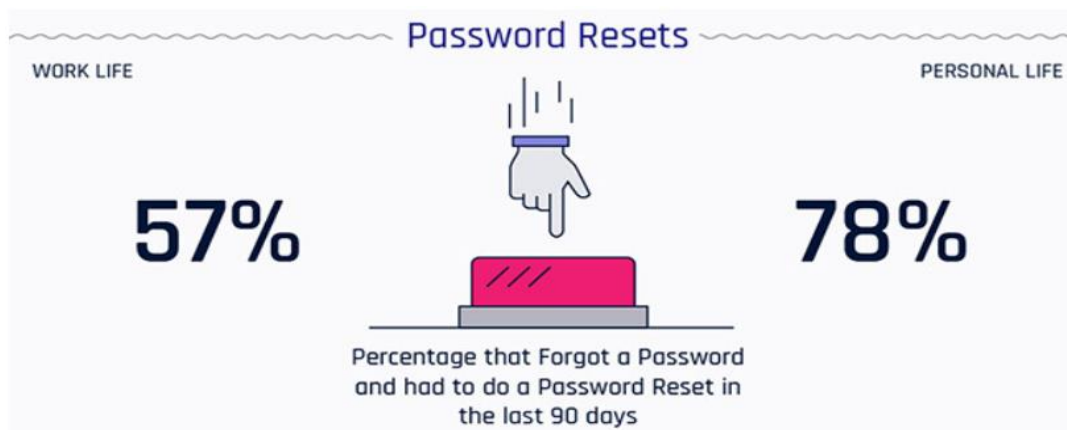 Password Resets
WORK LIFE
PERSONAL LIFE
57%
78%
Percentage that Forgot a Password
and had to do a Password Reset in
the last 90 days